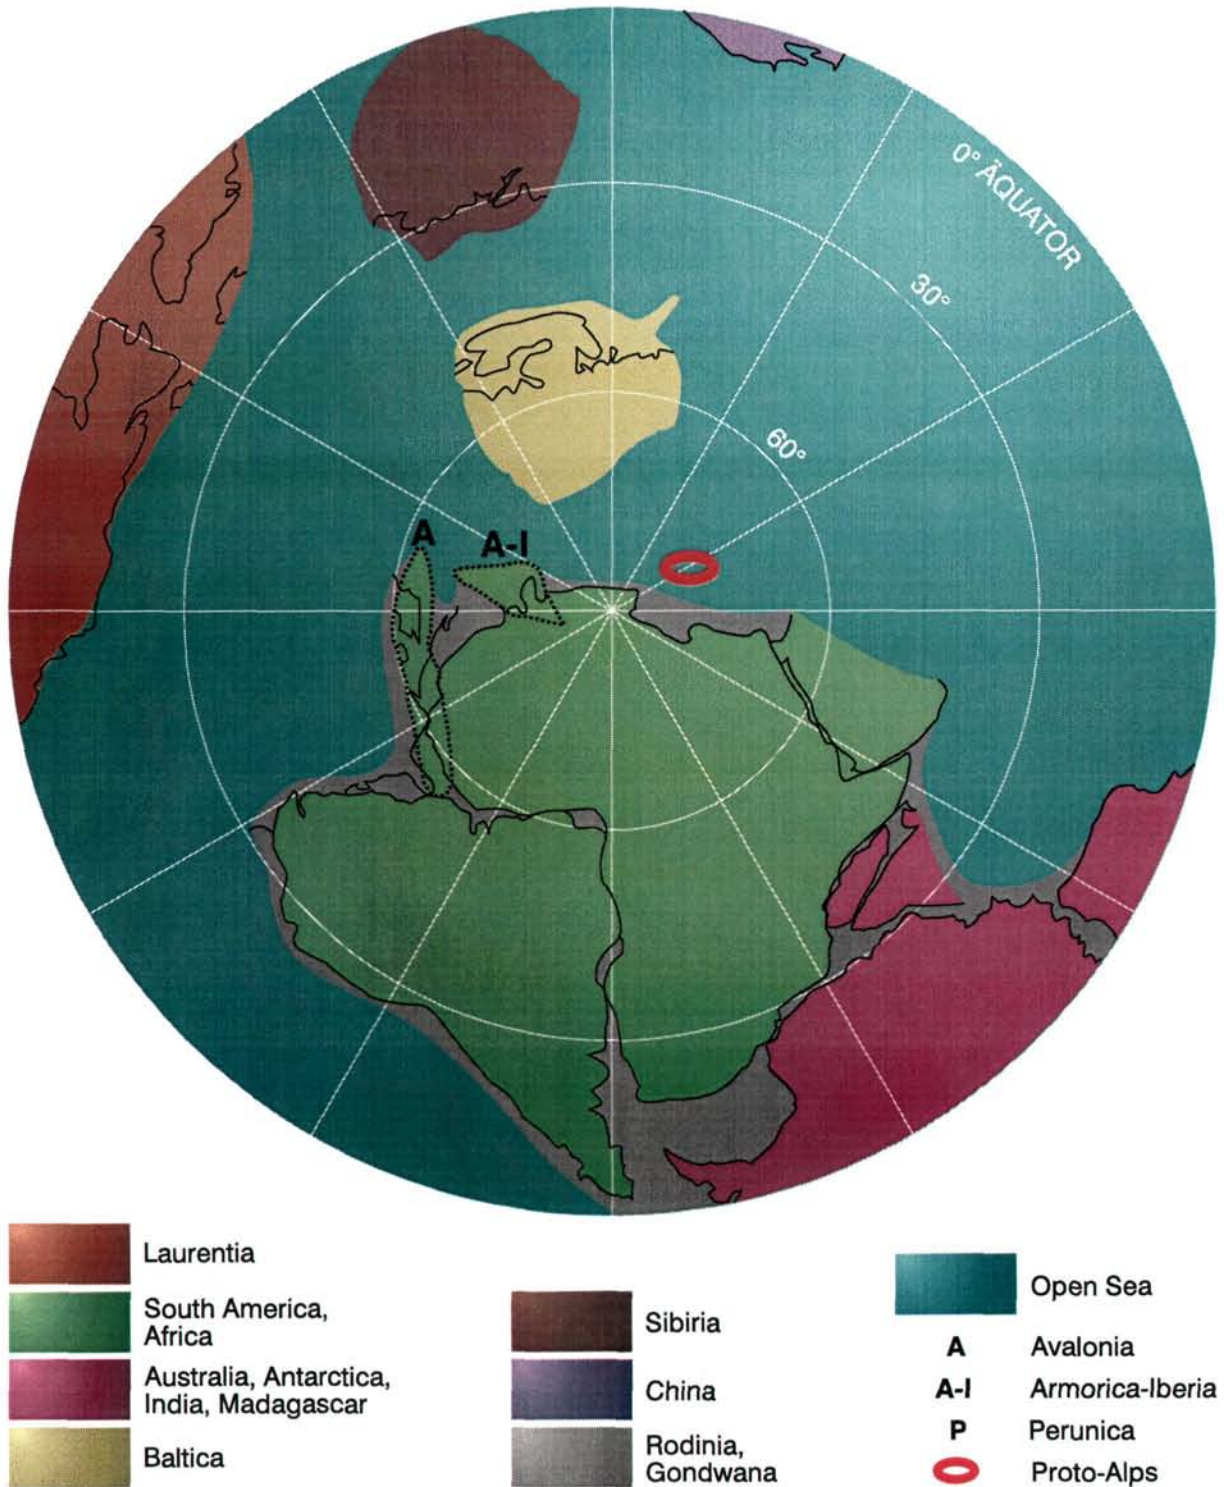 0° ÄQUATOR
30°
60°
A
A-I
Laurentia
South America,
Africa
Australia, Antarctica,
India, Madagascar
Baltica
Sibiria
China
Rodinia,
Gondwana
Open Sea
A Avalonia
A-I Armorica-Iberia
P Perunica
Proto-Alps